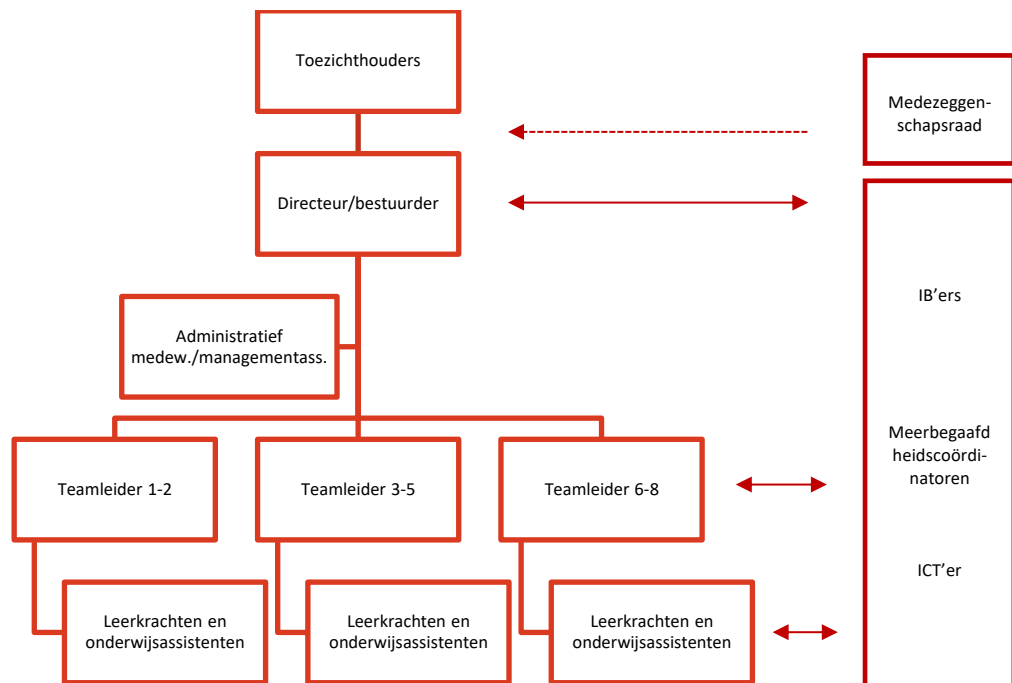 Toezichthouders
Medezeggen-
schapsraad
Directeur/bestuurder
IB’ers
Administratief
medew./managementass.
Meerbegaafd
heidscoördi-
natoren
Teamleider 1-2
Teamleider 3-5
Teamleider 6-8
ICT’er
Leerkrachten en
onderwijsassistenten
Leerkrachten en
onderwijsassistenten
Leerkrachten en
onderwijsassistenten